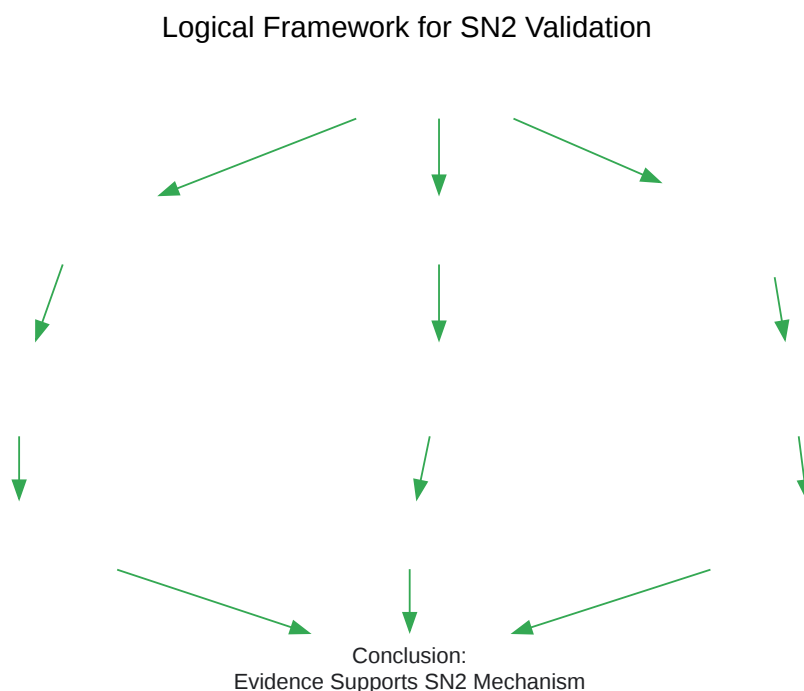 Logical Framework for SN2 Validation
Conclusion:
Evidence Supports SN2 Mechanism